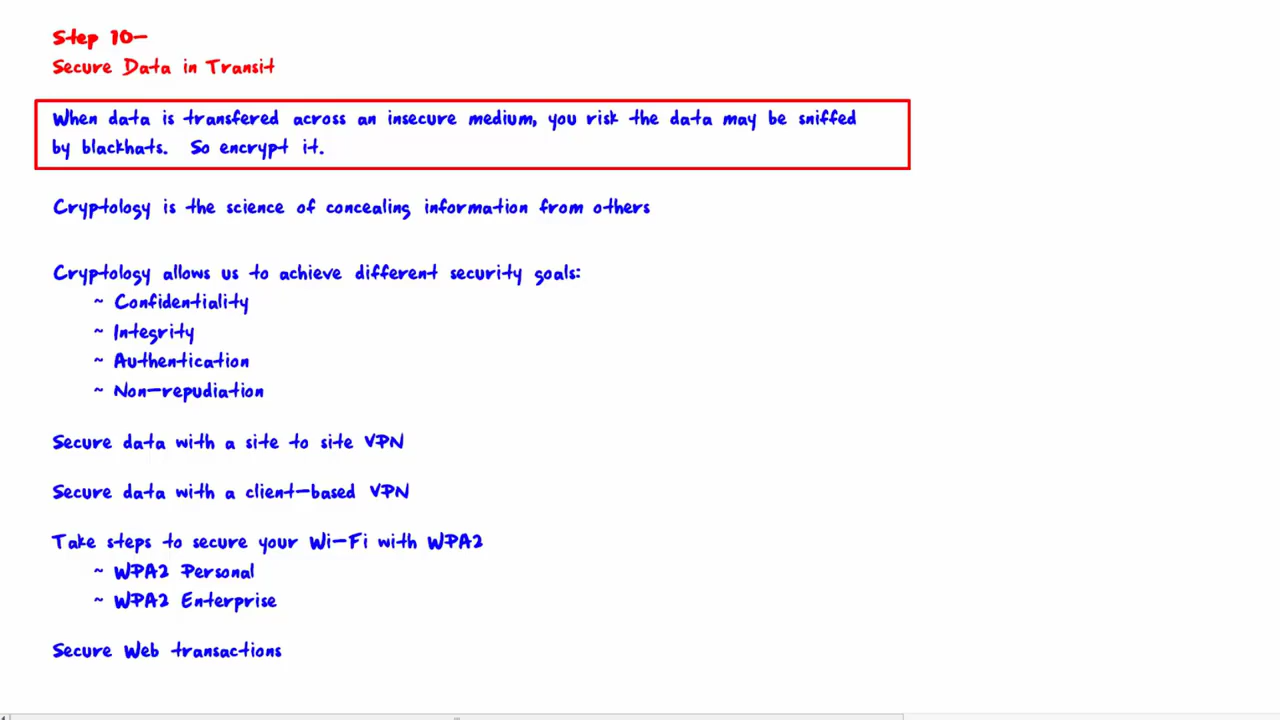 Step 10-
Secure Data in Transit
When data is transfered across an insecure medium, you risk the data may be sniffed
by blackhats. So encrypt it.
Cryptology is the science of concealing information from others
Cryptology allows us to achieve different security goals:
~ Confidentiality
~ Integrity
~ Authentication
~ Non-repudiation
Secure data with a site to site VPN
Secure data with a client-based VPN
Take steps to secure your Wi-Fi with WPA2
~ WPA2 Personal
~ WPA2 Enterprise
Secure Web transactions